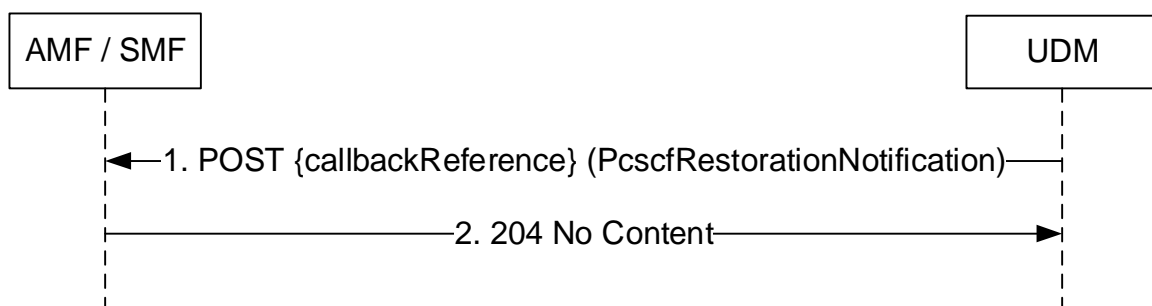 AMF / SMF
UDM
1. POST {callbackReference} (PcscfRestorationNotification)
2. 204 No Content